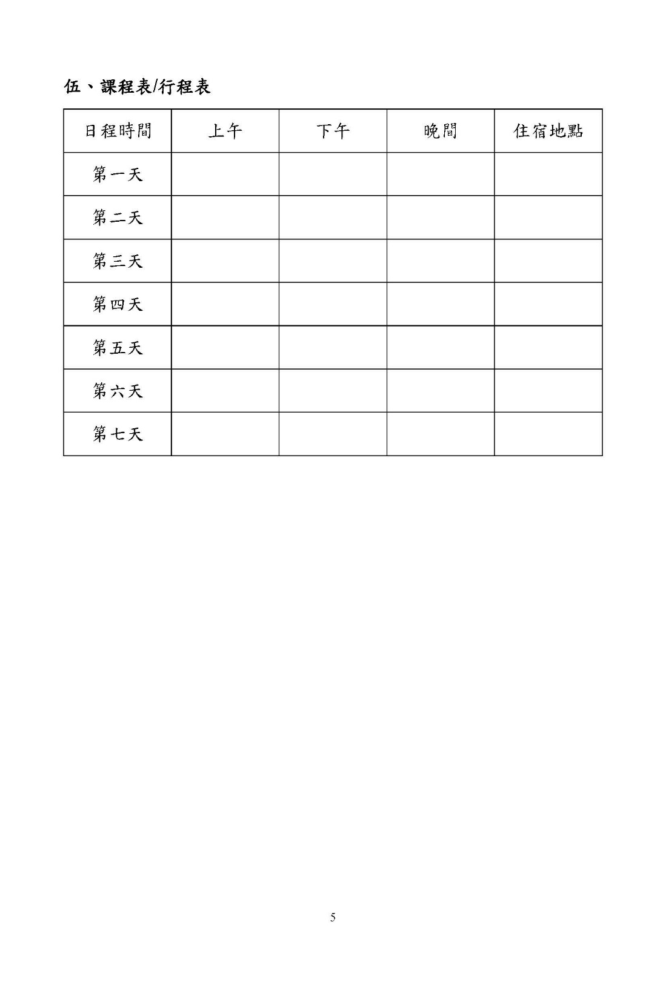 伍、課程表/行程表
日程時間 上午 下午 晚間 住宿地點
第一天
第二天
第三天
第四天
第五天
第六天
第七天
5